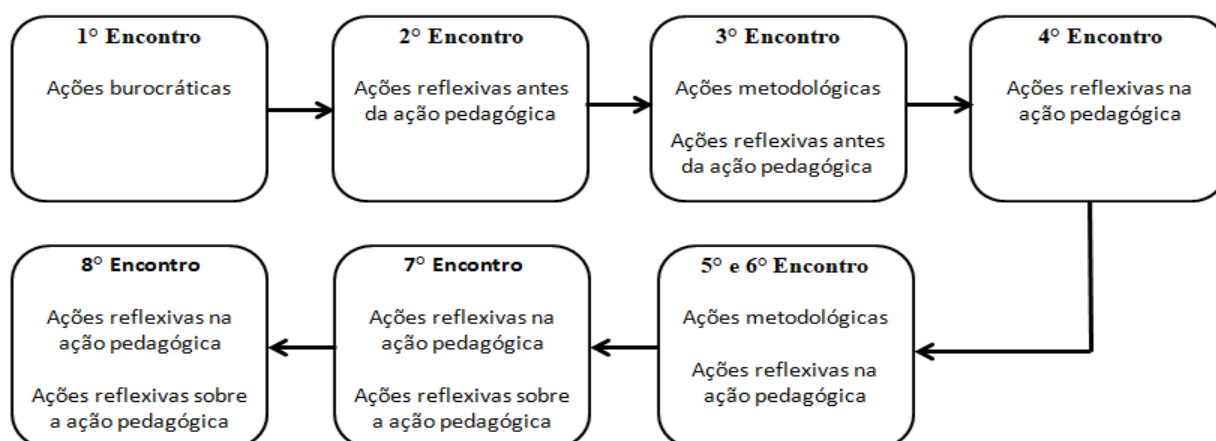 1° Encontro
Ações burocráticas
2° Encontro
Ações reflexivas antes
da ação pedagógica
3° Encontro
Ações metodológicas
Ações reflexivas antes
da ação pedagógica
4° Encontro
Ações reflexivas na
ação pedagógica
5° e 6° Encontro
Ações metodológicas
Ações reflexivas na
ação pedagógica
7° Encontro
Ações reflexivas na
ação pedagógica
Ações reflexivas sobre
a ação pedagógica
8° Encontro
Ações reflexivas na
ação pedagógica
Ações reflexivas sobre
a ação pedagógica